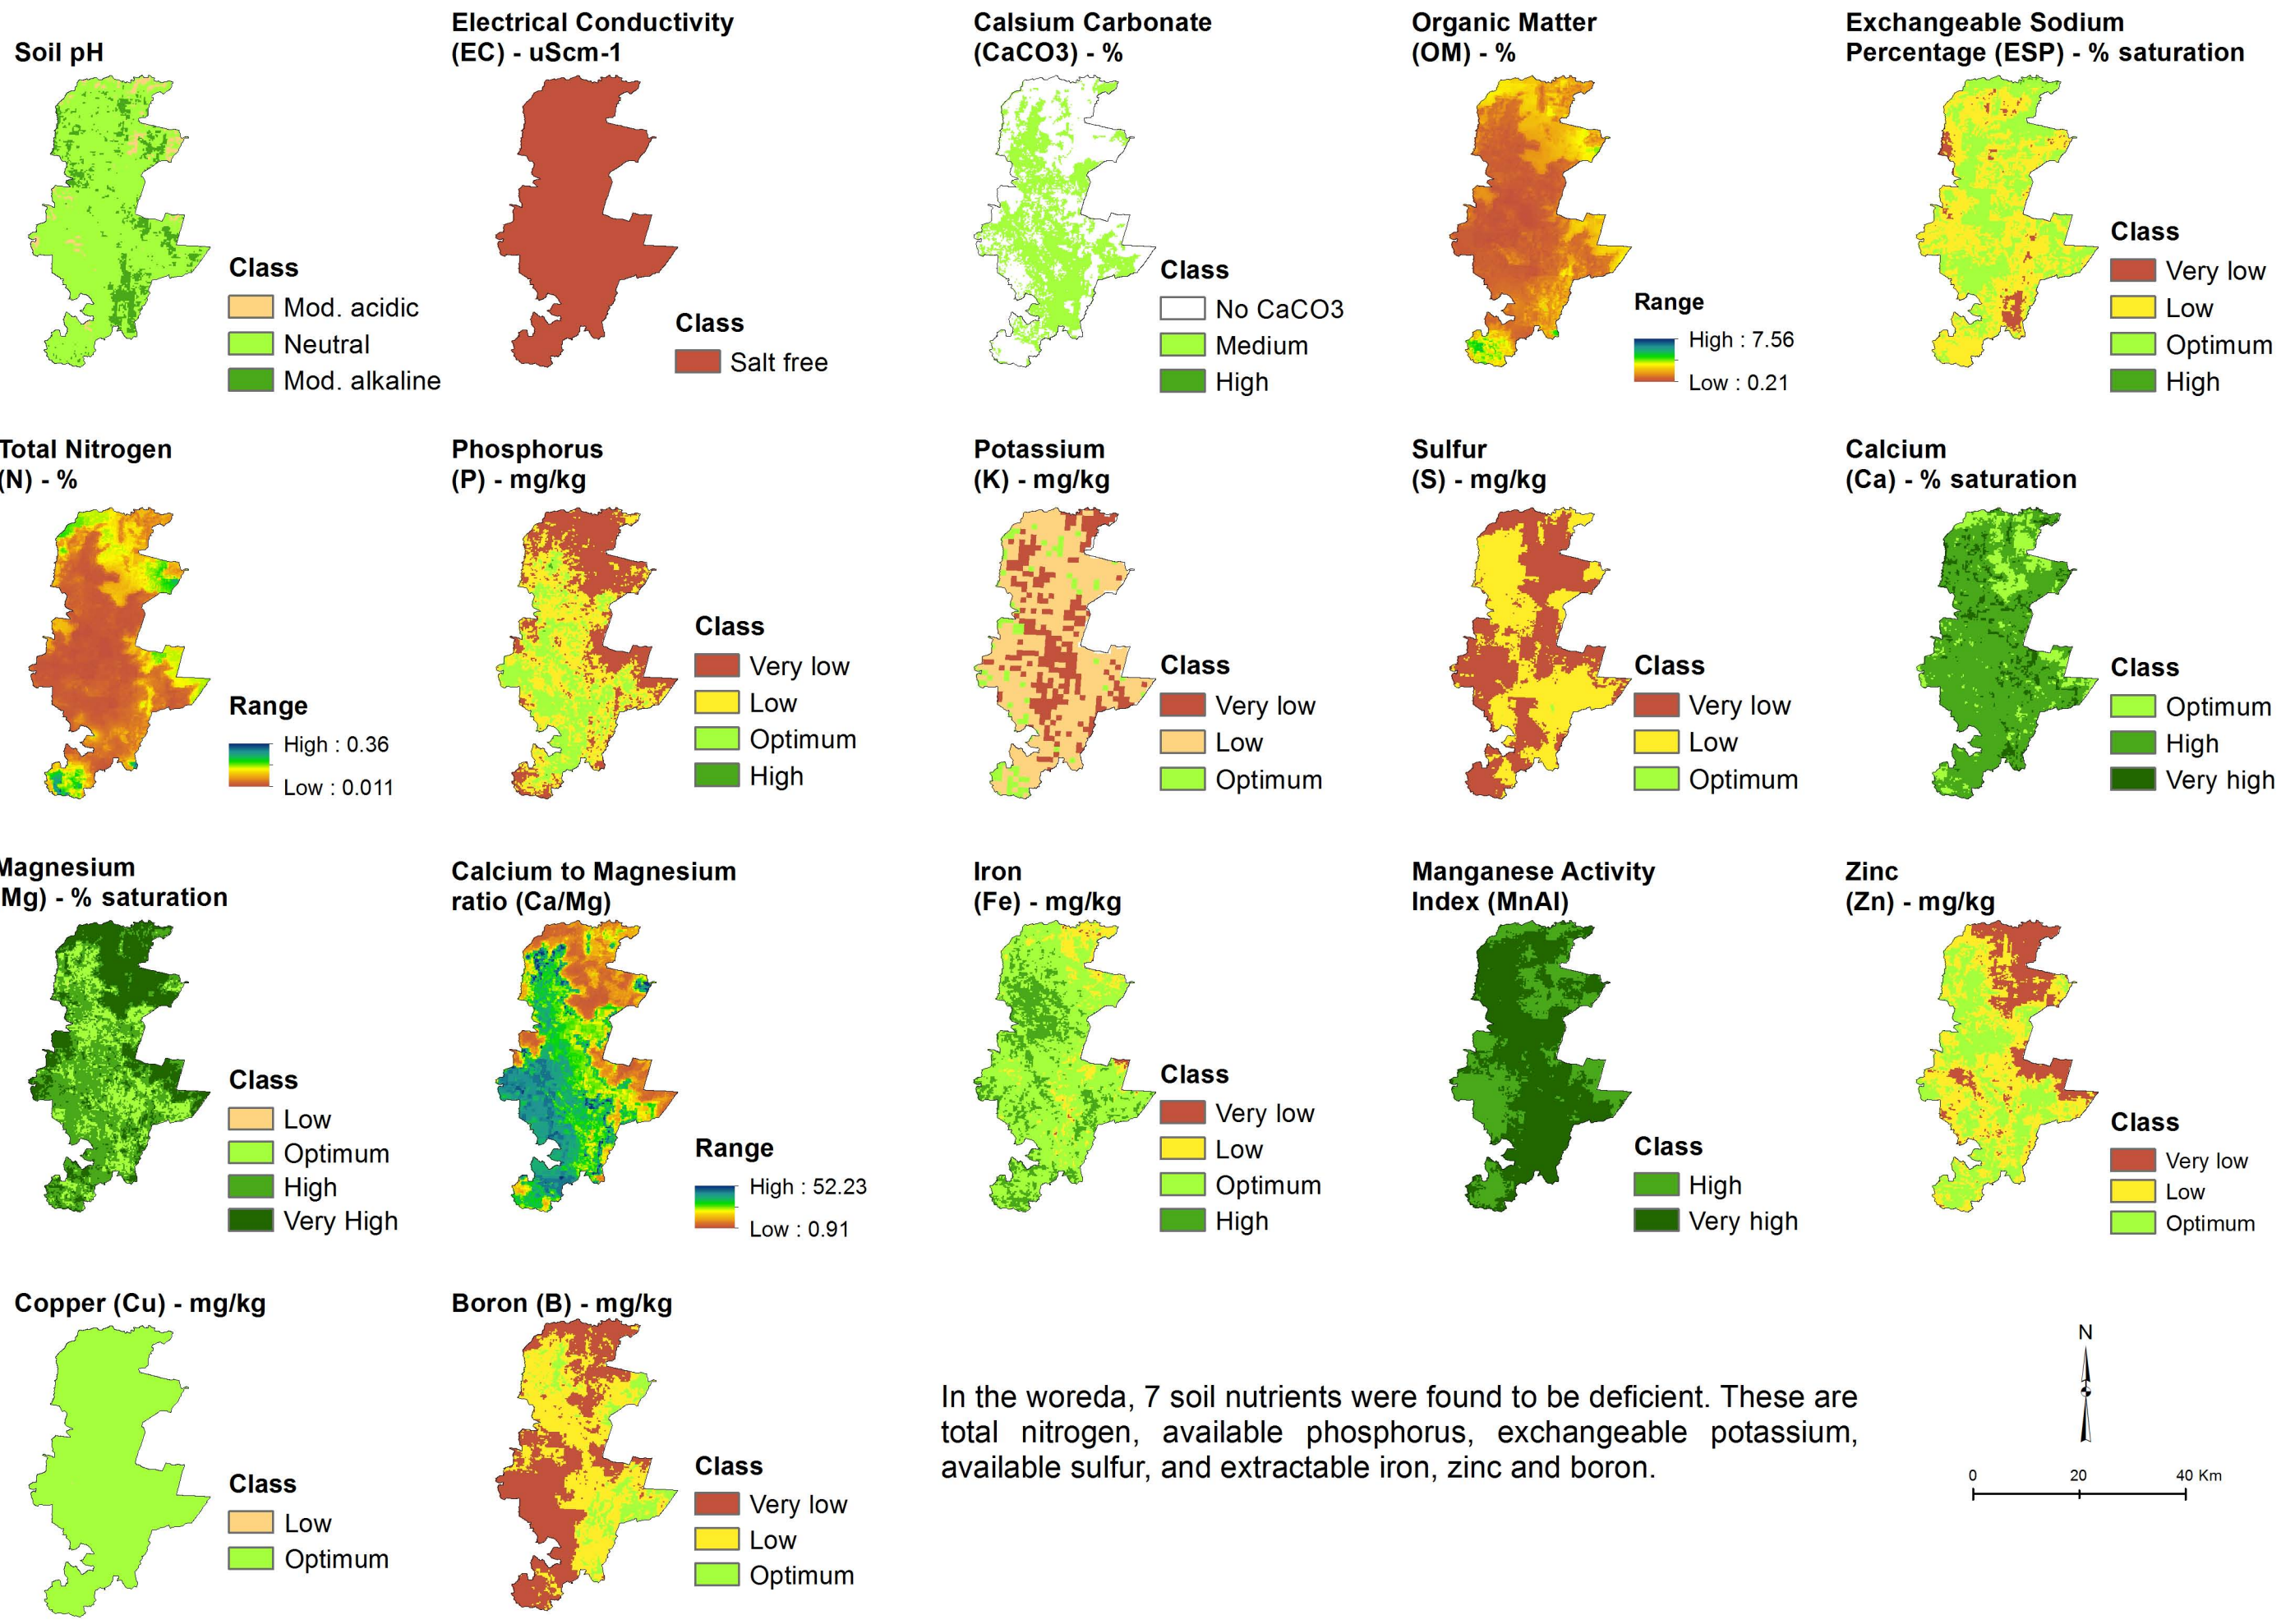 Soil pH
Class
Mod. acidic
Neutral
Mod. alkaline
Electrical Conductivity
(EC) - uScm-1
Class
Salt free
Calsium Carbonate
(CaCO3) - %
Class
No CaCO3
Medium
High
Organic Matter
(OM) - %
Range
High : 7.56
Low : 0.21
Exchangeable Sodium
Percentage (ESP) - % saturation
Class
Very low
Low
Optimum
High
Total Nitrogen
(N) - %
Range
High : 0.36
Low : 0.011
Phosphorus
(P) - mg/kg
Class
Very low
Low
Optimum
High
Potassium
(K) - mg/kg
Class
Very low
Low
Optimum
Sulfur
(S) - mg/kg
Class
Very low
Low
Optimum
Calcium
(Ca) - % saturation
Class
Optimum
High
Very high
Magnesium
Mg) - % saturation
Class
Low
Optimum
High
Very High
Calcium to Magnesium
ratio (Ca/Mg)
Range
High : 52.23
Low : 0.91
Iron
(Fe) - mg/kg
Class
Very low
Low
Optimum
High
Manganese Activity
Index (MnAI)
Class
High
Very high
Zinc
(Zn) - mg/kg
Class
Very low
Low
Optimum
Copper (Cu) - mg/kg
Class
Low
Optimum
Boron (B) - mg/kg
Class
Very low
Low
Optimum
In the woreda, 7 soil nutrients were found to be deficient. These are
total nitrogen, available phosphorus, exchangeable potassium,
available sulfur, and extractable iron, zinc and boron.
N
0 20 40 Km